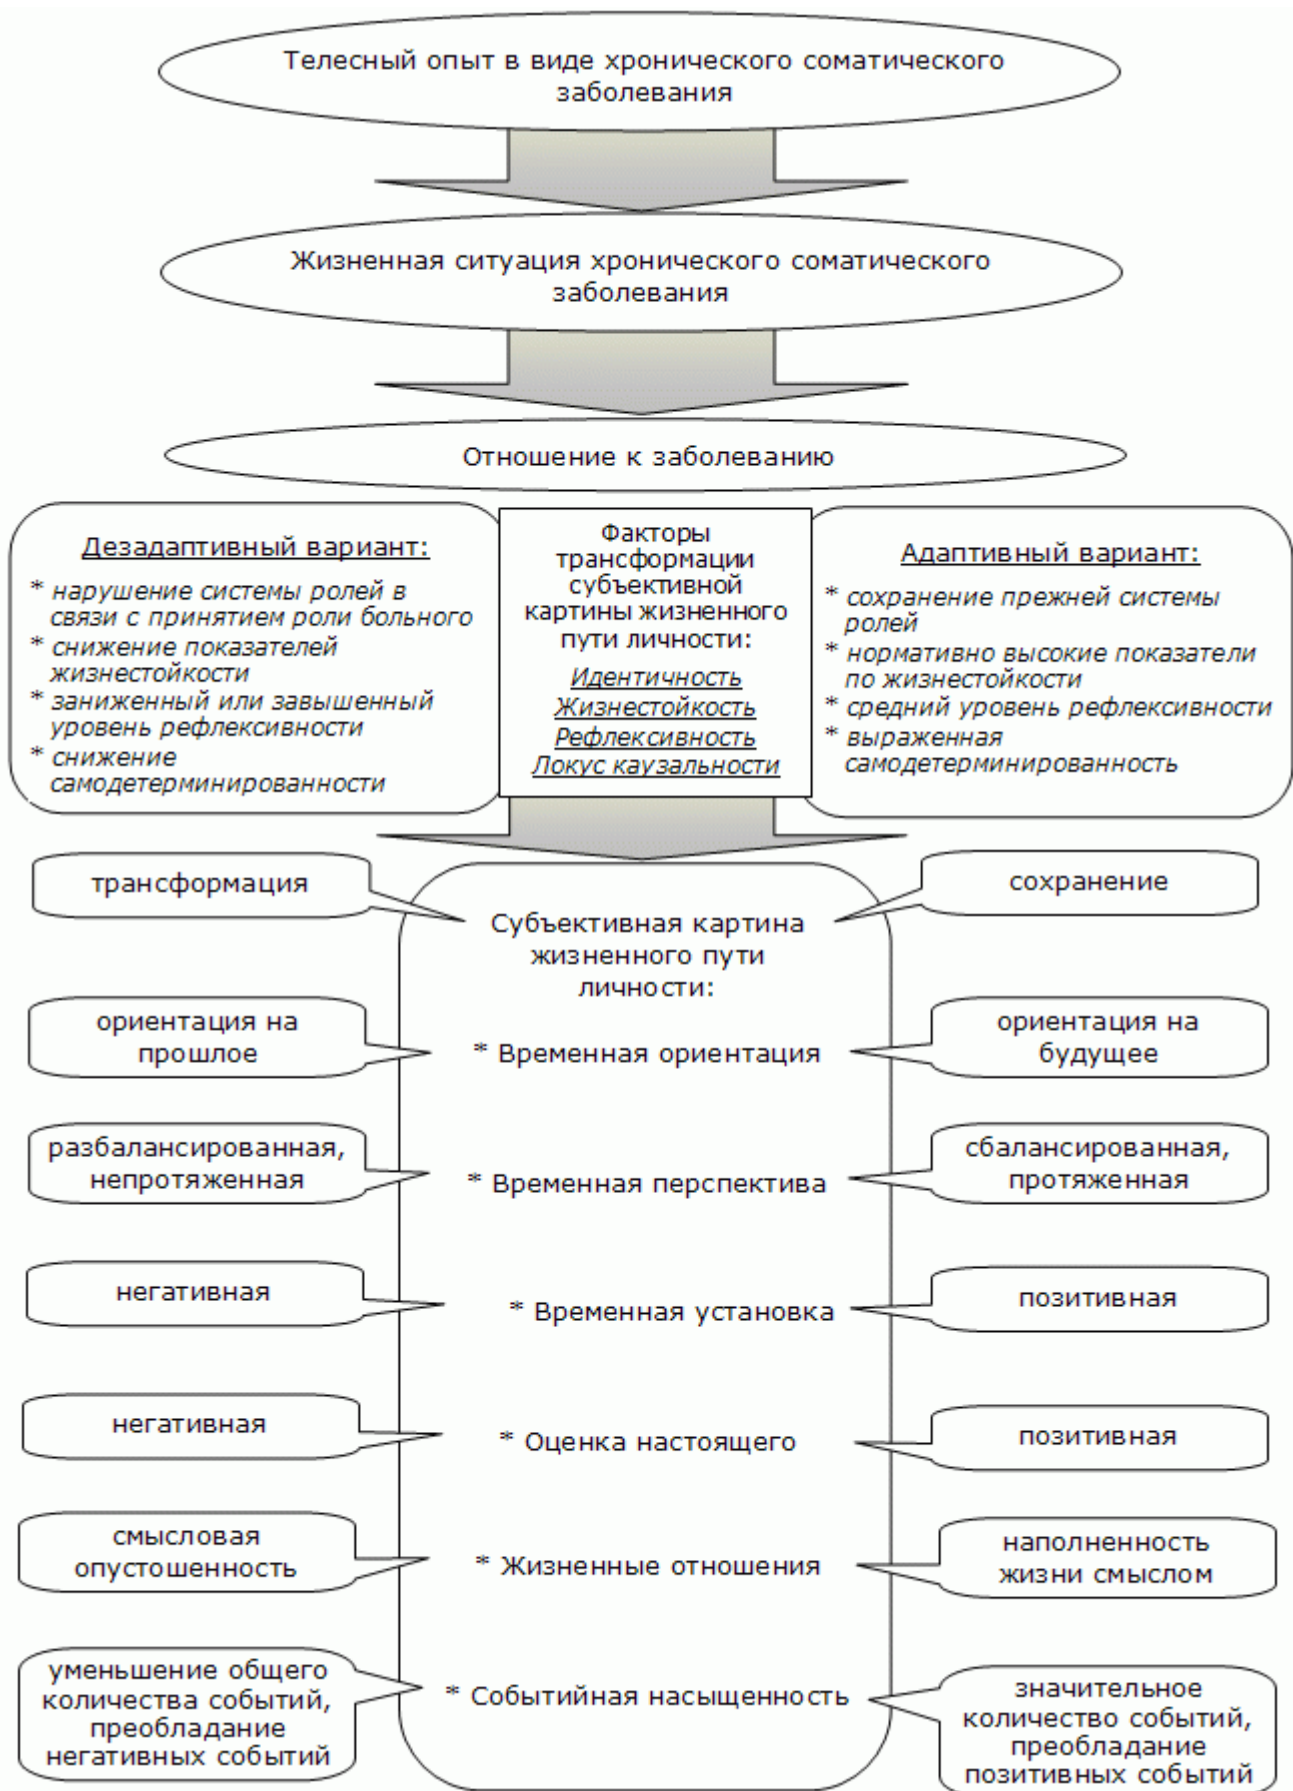 Телесный опыт в виде хронического соматического
заболевания
Жизненная ситуация хронического соматического
заболевания
Отношение к заболеванию
Дезадаптивный вариант:
* нарушение системы ролей в
связи с принятием роли больного
* снижение показателей
жизнестойкости
* заниженный или завышенный
уровень рефлексивности
* снижение
самодетерминированности
Факторы
трансформации
субъективной
картины жизненного
пути личности:
Идентичность
Жизнестойкость
Рефлексивность
Локус каузальности
Адаптивный вариант:
* сохранение прежней системы
ролей
* нормативно высокие показатели
по жизнестойкости
* средний уровень рефлексивности
* выраженная
самодетерминированность
трансформация
Субъективная картина
жизненного пути
личности:
сохранение
ориентация на
прошлое
* Временная ориентация
ориентация на
будущее
разбалансированная,
непротяженная
* Временная перспектива
сбалансированная,
протяженная
негативная
* Временная установка
позитивная
негативная
* Оценка настоящего
позитивная
смысловая
опустошенность
* Жизненные отношения
наполненность
жизни смыслом
уменьшение общего
количества событий,
преобладание
негативных событий
* Событийная насыщенность
значительное
количество событий,
преобладание
позитивных событий